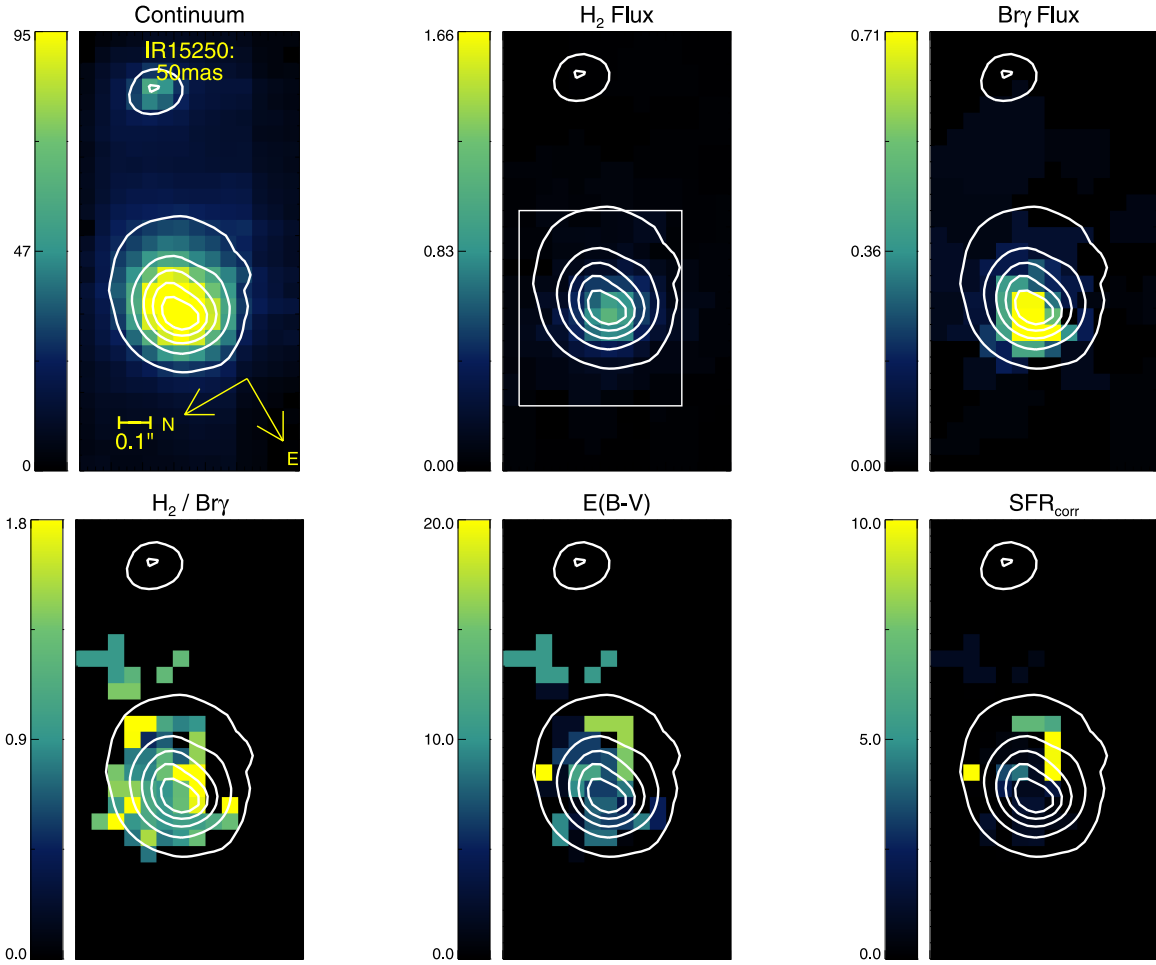 Continuum
H₂ Flux
Brγ Flux
95
47
0
IR15250:
50mas
0.1"
N
E
1.66
0.83
0.00
0.71
0.36
0.00
H₂ / Brγ
E(B-V)
SFRcorr
1.8
0.9
0.0
20.0
10.0
0.0
10.0
5.0
0.0